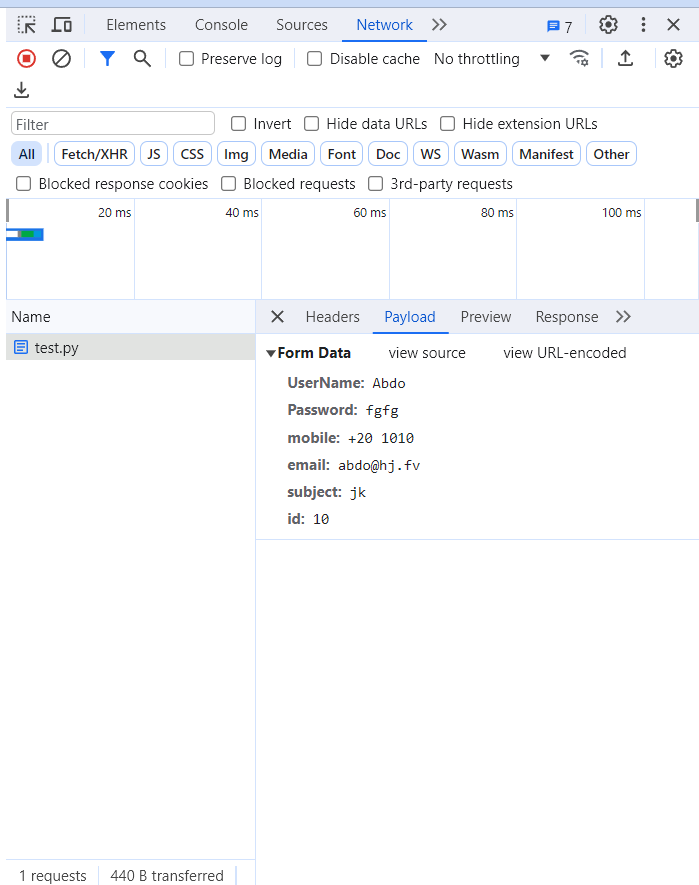 Elements Console Sources Network 7
Preserve log Disable cache No throttling
Filter Invert Hide data URLs Hide extension URLs
All Fetch/XHR JS CSS Img Media Font Doc WS Wasm Manifest Other
Blocked response cookies Blocked requests 3rd-party requests
20 ms 40 ms 60 ms 80 ms 100 ms
Name Headers Payload Preview Response
test.py
Form Data view source view URL-encoded
UserName: Abdo
Password: fgfg
mobile: +20 1010
email: abdo@hj.fv
subject: jk
id: 10
1 requests 440 B transferred